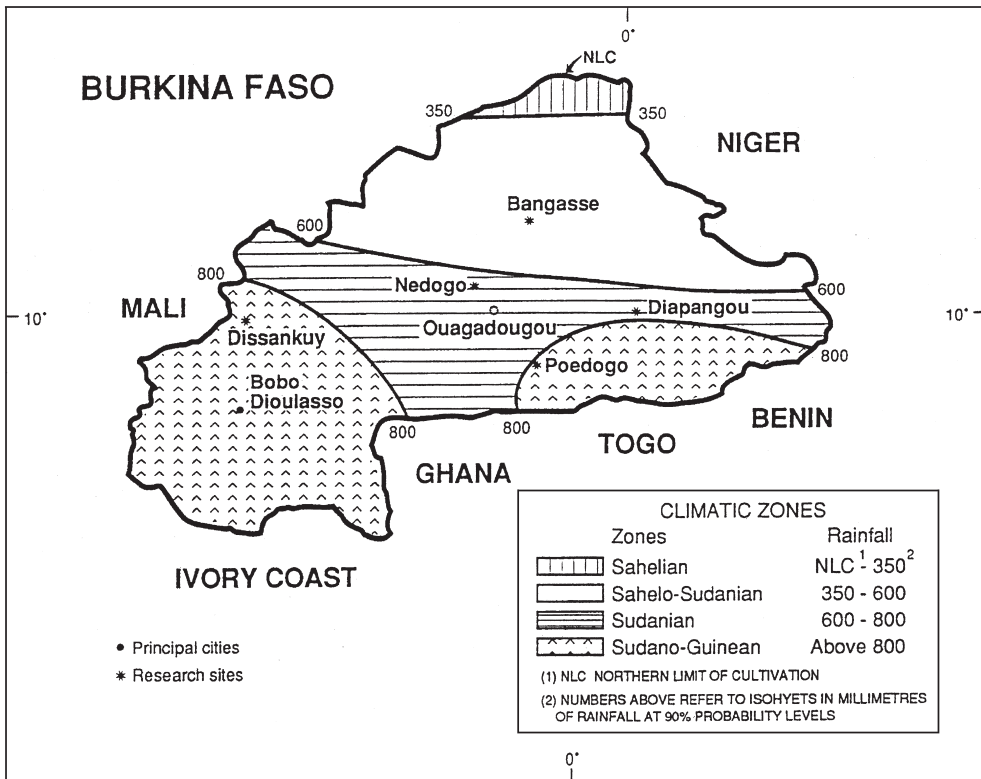 0°
NLC
BURKINA FASO
350
350
NIGER
Bangasse
600
800
Nedogo
600
MALI
Diapangou
10°
10°
Ouagadougou
Dissankuy
800
Poedogo
Bobo
Dioulasso
BENIN
800
800
TOGO
GHANA
IVORY COAST
CLIMATIC ZONES
Zones Rainfall
Sahelian NLC¹ - 350²
Sahelo-Sudanian 350 - 600
Sudanian 600 - 800
Sudano-Guinean Above 800
(1) NLC NORTHERN LIMIT OF CULTIVATION
(2) NUMBERS ABOVE REFER TO ISOHYETS IN MILLIMETRES
OF RAINFALL AT 90% PROBABILITY LEVELS
Principal cities
Research sites
0°